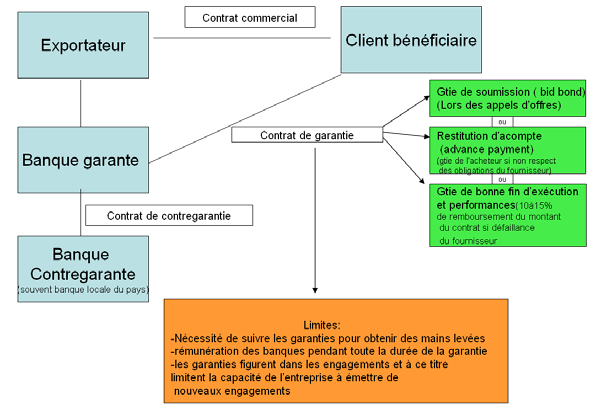 Contrat commercial
Exportateur
Client bénéficiaire
Gtie de soumission ( bid bond)
(Lors des appels d'offres)
ou
Contrat de garantie
Restitution d'acompte
(advance payment)
(gtie de l'acheteur si non respect
des obligations du fournisseur)
ou
Banque garante
Gtie de bonne fin d'exécution
et performances(10à15%
de remboursement du montant
du contrat si défaillance
du fournisseur
Contrat de contregarantie
Banque
Contregarante
(souvent banque locale du pays)
Limites:
-Nécessité de suivre les garanties pour obtenir des mains levées
-rémunération des banques pendant toute la durée de la garantie
-les garanties figurent dans les engagements et à ce titre
limitent la capacité de l'entreprise à émettre de
nouveaux engagements